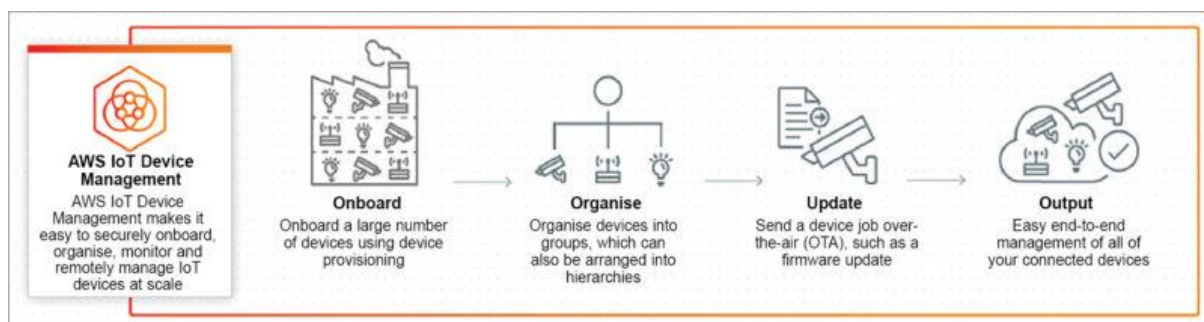 AWS IoT Device
Management
AWS IoT Device
Management makes it
easy to securely onboard,
organise, monitor and
remotely manage IoT
devices at scale
Onboard
Onboard a large number
of devices using device
provisioning
Organise
Organise devices into
groups, which can
also be arranged into
hierarchies
Update
Send a device job over-
the-air (OTA), such as a
firmware update
Output
Easy end-to-end
management of all of
your connected devices